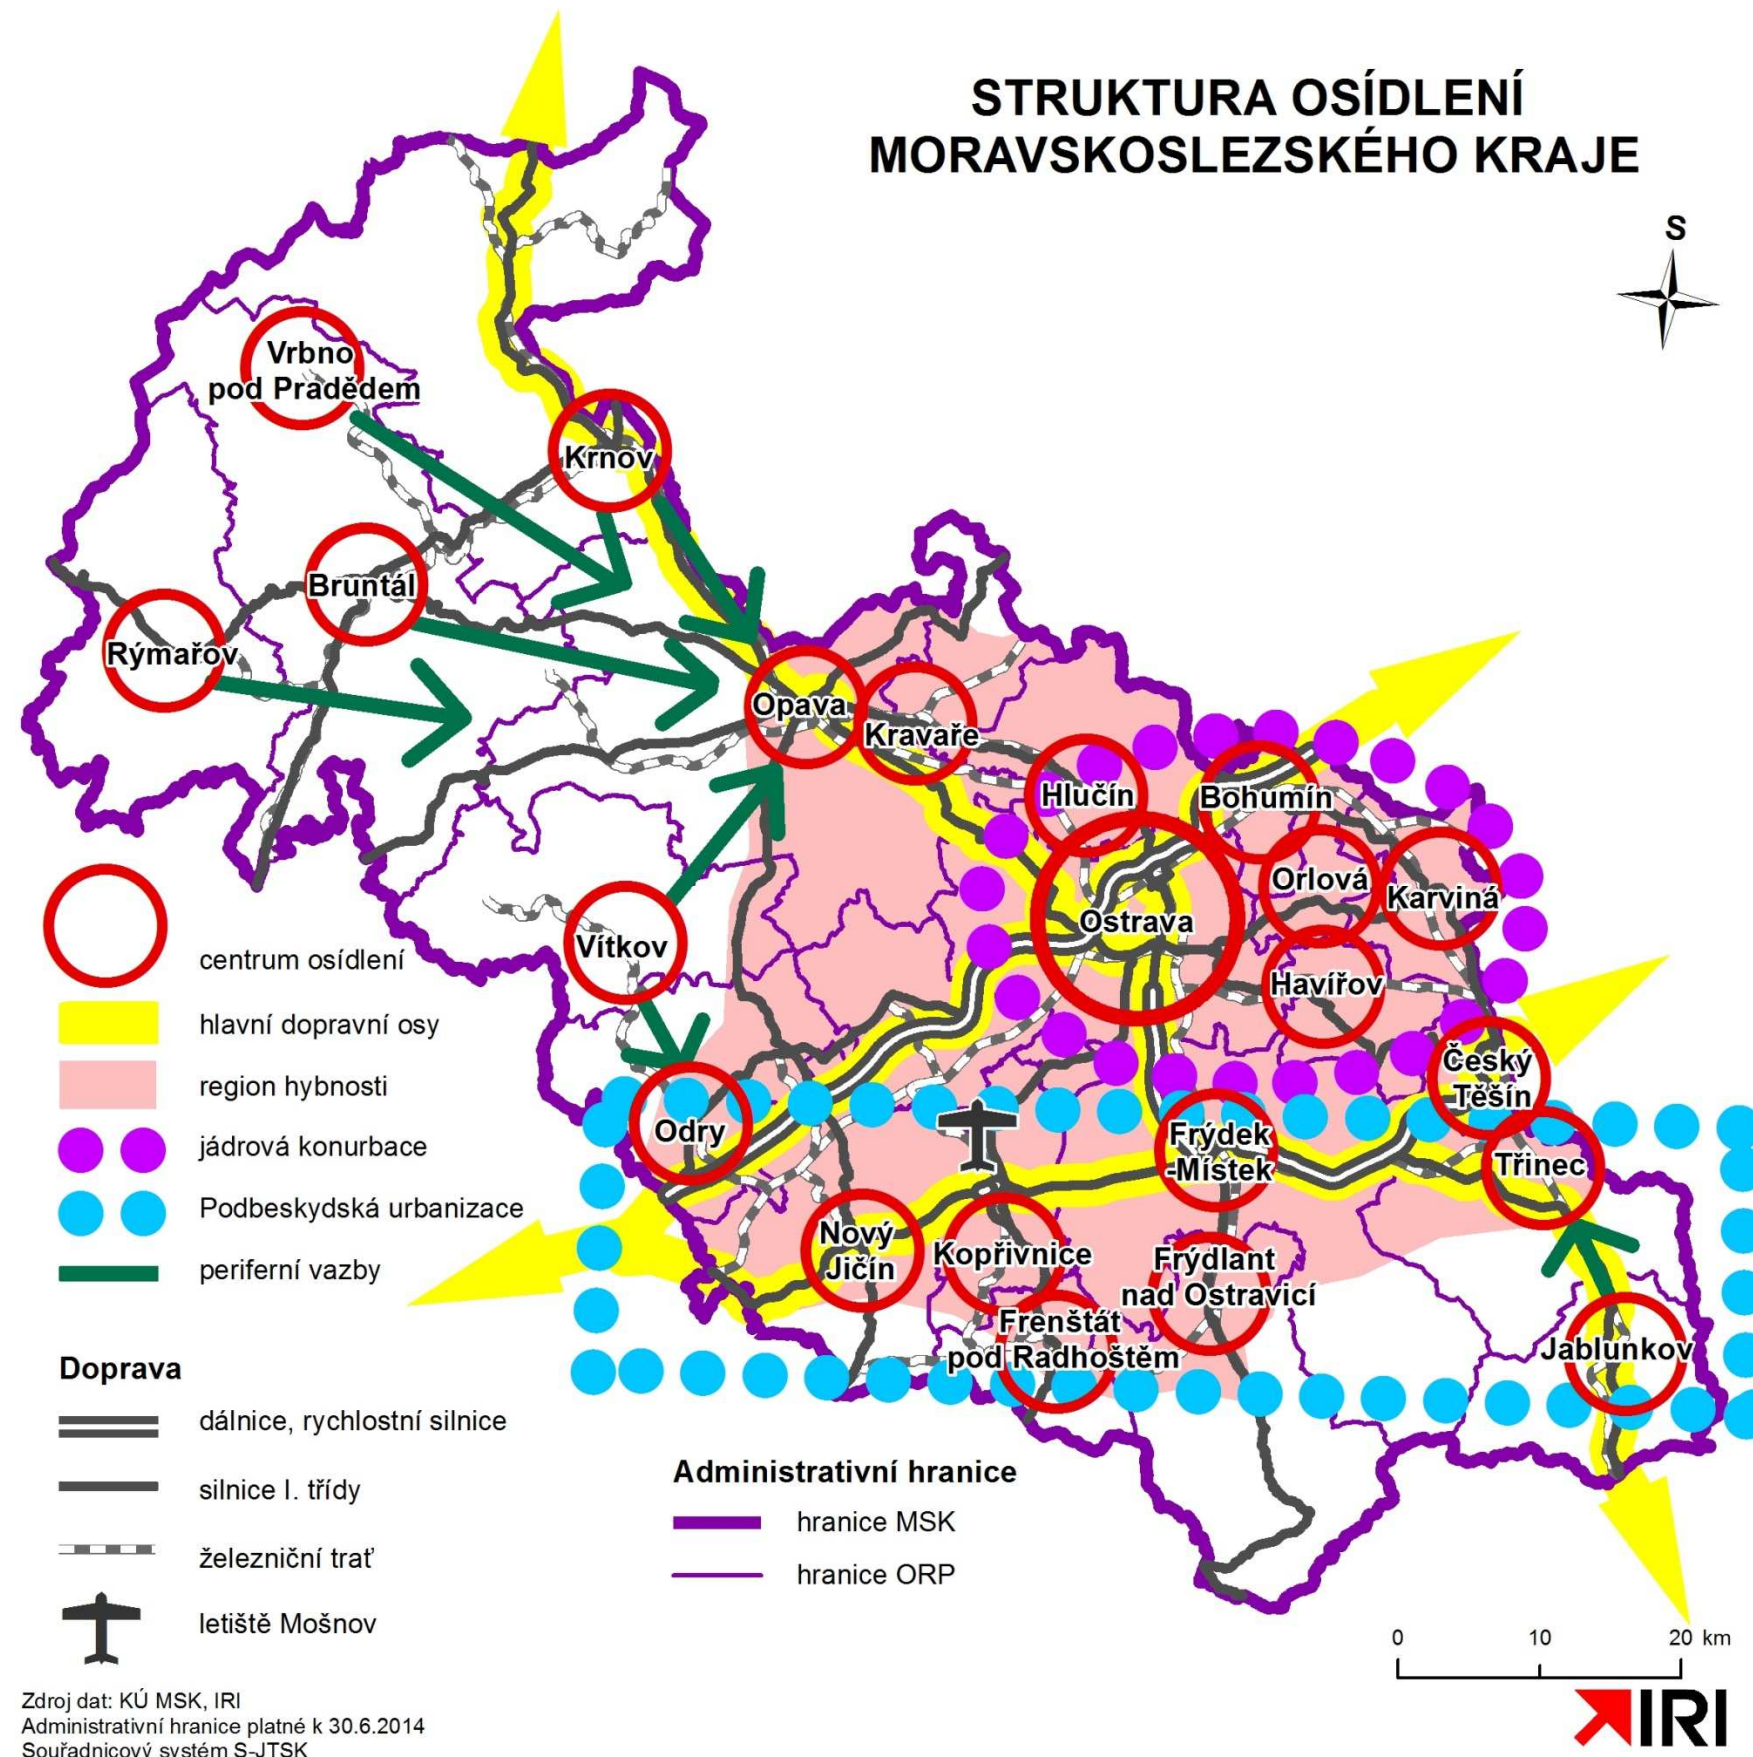 STRUKTURA OSÍDLENÍ
MORAVSKOSLEZSKÉHO KRAJE
S
Vrbno
pod Pradědem
Krnov
Bruntál
Rýmařov
Opava
Kravaře
Hlučín
Bohumín
Orlová
Karviná
Ostrava
Vítkov
Havířov
Český
Těšín
Odry
Frýdek
-Místek
Třinec
Nový
Jičín
Kopřivnice
Frýdlant
nad Ostravicí
Frenštát
pod Radhoštěm
Jablunkov
centrum osídlení
hlavní dopravní osy
region hybnosti
jádrová konurbace
Podbeskydská urbanizace
periferní vazby
Doprava
dálnice, rychlostní silnice
silnice I. třídy
železniční trať
letiště Mošnov
Administrativní hranice
hranice MSK
hranice ORP
0 10 20 km
IRI
Zdroj dat: KÚ MSK, IRI
Administrativní hranice platné k 30.6.2014
Souřadnicový systém S-JTSK